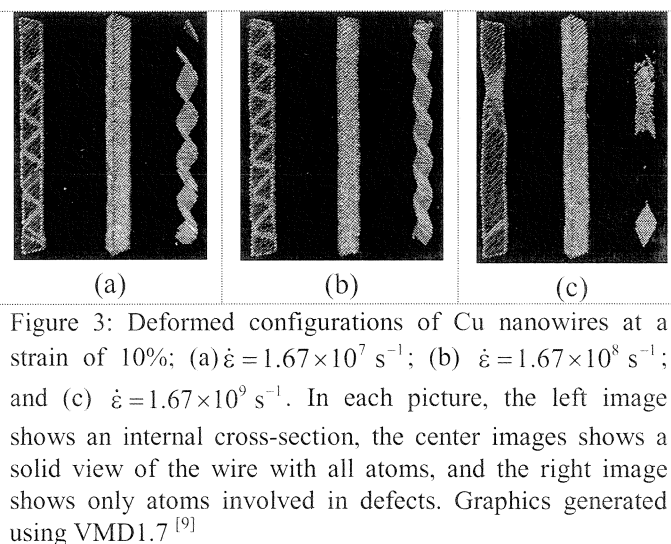 (a) (b) (c)
Figure 3: Deformed configurations of Cu nanowires at a
strain of 10%; (a) ε̇ = 1.67×10⁷ s⁻¹; (b) ε̇ = 1.67×10⁸ s⁻¹;
and (c) ε̇ = 1.67×10⁹ s⁻¹. In each picture, the left image
shows an internal cross-section, the center images shows a
solid view of the wire with all atoms, and the right image
shows only atoms involved in defects. Graphics generated
using VMD1.7 [9]